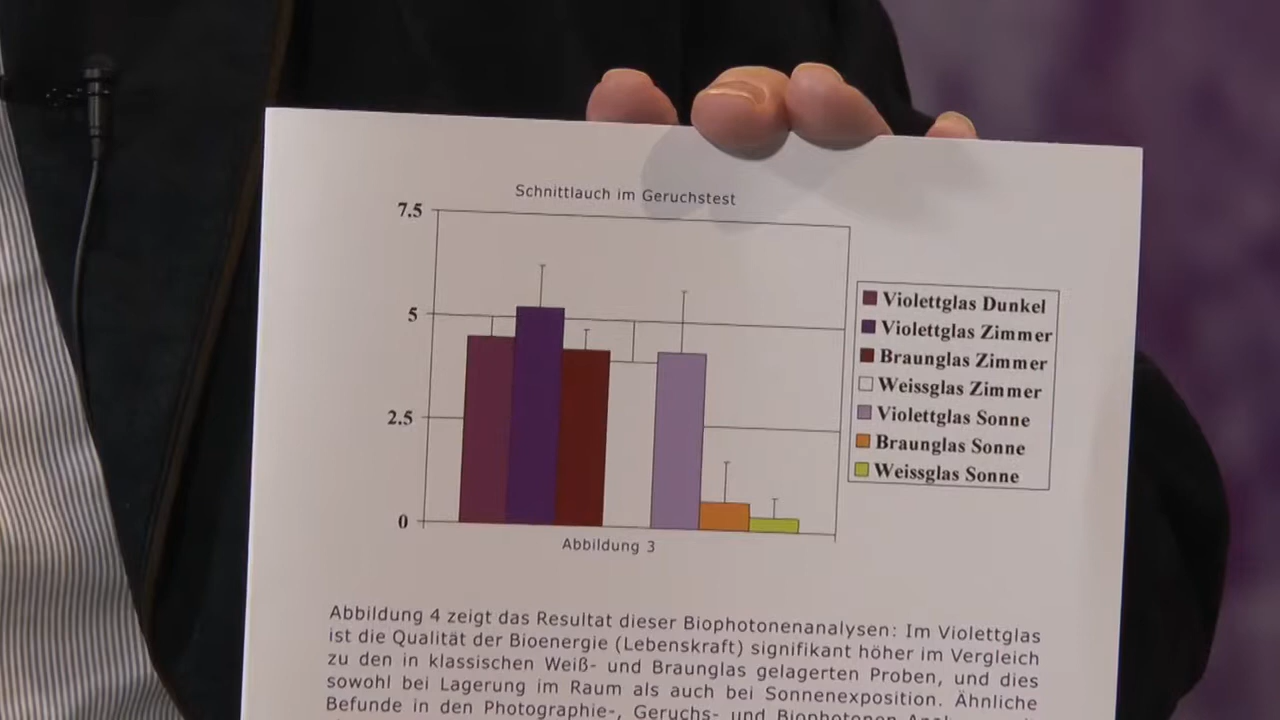 Schnittlauch im Geruchstest
7.5
5
2.5
0
Violettglas Dunkel
Violettglas Zimmer
Braunglas Zimmer
Weissglas Zimmer
Violettglas Sonne
Braunglas Sonne
Weissglas Sonne
Abbildung 3
Abbildung 4 zeigt das Resultat dieser Biophotonenanalysen: Im Violettglas
ist die Qualität der Bioenergie (Lebenskraft) signifikant höher im Vergleich
zu den in klassischen Weiß- und Braunglas gelagerten Proben, und dies
sowohl bei Lagerung im Raum als auch bei Sonnenexposition. Ähnliche
Befunde in den Photographie-, Geruchs- und Biophotonen